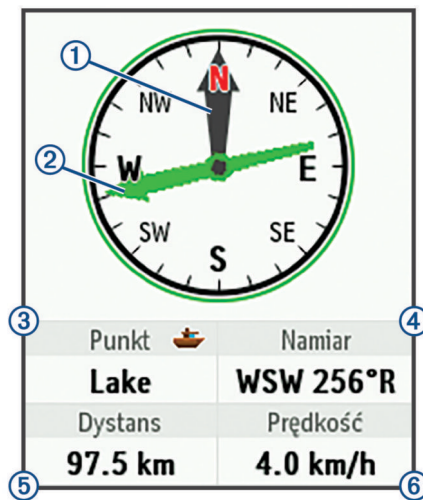 1
N
NW NE
2
W E
SW SE
S
3 4
Punkt Namiar
Lake WSW 256°R
Dystans Prędkość
97.5 km 4.0 km/h
5 6